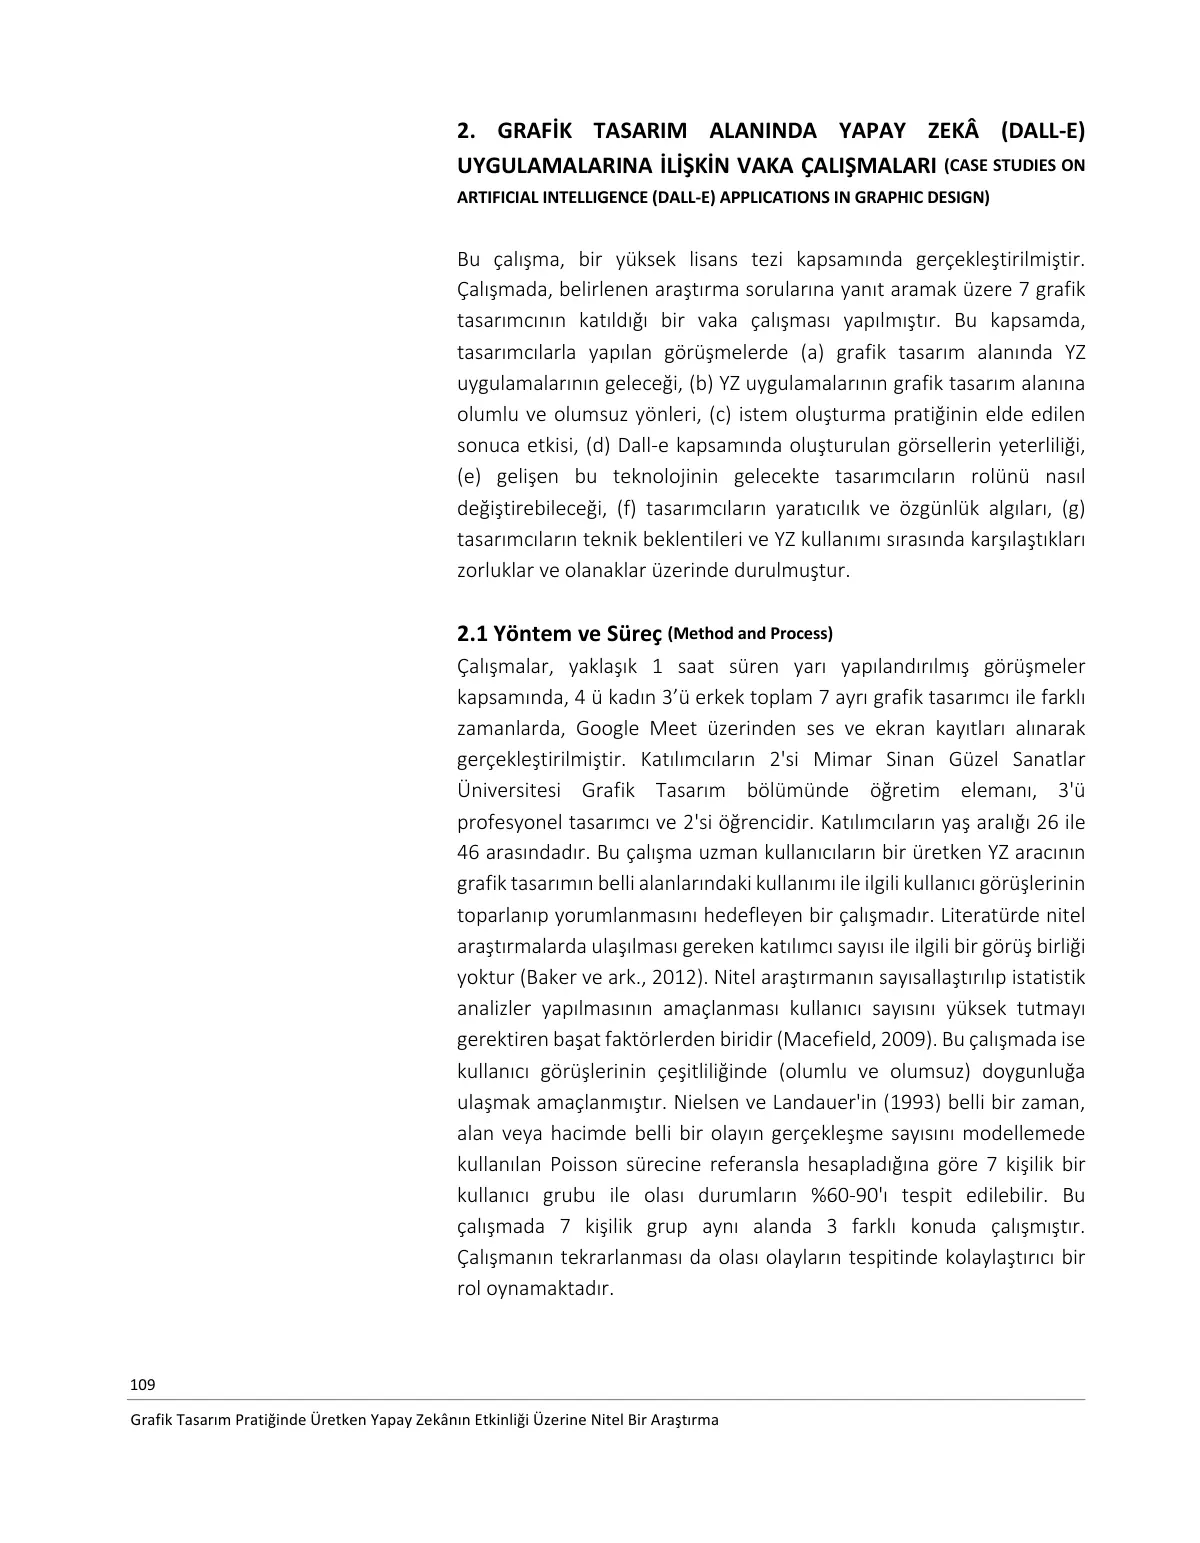 2. GRAFİK TASARIM ALANINDA YAPAY ZEKÂ (DALL-E)
UYGULAMALARINA İLİŞKİN VAKA ÇALIŞMALARI (CASE STUDIES ON
ARTIFICIAL INTELLIGENCE (DALL-E) APPLICATIONS IN GRAPHIC DESIGN)
Bu çalışma, bir yüksek lisans tezi kapsamında gerçekleştirilmiştir.
Çalışmada, belirlenen araştırma sorularına yanıt aramak üzere 7 grafik
tasarımcının katıldığı bir vaka çalışması yapılmıştır. Bu kapsamda,
tasarımcılarla yapılan görüşmelerde (a) grafik tasarım alanında YZ
uygulamalarının geleceği, (b) YZ uygulamalarının grafik tasarım alanına
olumlu ve olumsuz yönleri, (c) istem oluşturma pratiğinin elde edilen
sonuca etkisi, (d) Dall-e kapsamında oluşturulan görsellerin yeterliliği,
(e) gelişen bu teknolojinin gelecekte tasarımcıların rolünü nasıl
değiştirebileceği, (f) tasarımcıların yaratıcılık ve özgünlük algıları, (g)
tasarımcıların teknik beklentileri ve YZ kullanımı sırasında karşılaştıkları
zorluklar ve olanaklar üzerinde durulmuştur.
2.1 Yöntem ve Süreç (Method and Process)
Çalışmalar, yaklaşık 1 saat süren yarı yapılandırılmış görüşmeler
kapsamında, 4 ü kadın 3’ü erkek toplam 7 ayrı grafik tasarımcı ile farklı
zamanlarda, Google Meet üzerinden ses ve ekran kayıtları alınarak
gerçekleştirilmiştir. Katılımcıların 2'si Mimar Sinan Güzel Sanatlar
Üniversitesi Grafik Tasarım bölümünde öğretim elemanı, 3'ü
profesyonel tasarımcı ve 2'si öğrencidir. Katılımcıların yaş aralığı 26 ile
46 arasındadır. Bu çalışma uzman kullanıcıların bir üretken YZ aracının
grafik tasarımın belli alanlarındaki kullanımı ile ilgili kullanıcı görüşlerinin
toparlanıp yorumlanmasını hedefleyen bir çalışmadır. Literatürde nitel
araştırmalarda ulaşılması gereken katılımcı sayısı ile ilgili bir görüş birliği
yoktur (Baker ve ark., 2012). Nitel araştırmanın sayısallaştırılıp istatistik
analizler yapılmasının amaçlanması kullanıcı sayısını yüksek tutmayı
gerektiren başat faktörlerden biridir (Macefield, 2009). Bu çalışmada ise
kullanıcı görüşlerinin çeşitliliğinde (olumlu ve olumsuz) doygunluğa
ulaşmak amaçlanmıştır. Nielsen ve Landauer'in (1993) belli bir zaman,
alan veya hacimde belli bir olayın gerçekleşme sayısını modellemede
kullanılan Poisson sürecine referansla hesapladığına göre 7 kişilik bir
kullanıcı grubu ile olası durumların %60-90'ı tespit edilebilir. Bu
çalışmada 7 kişilik grup aynı alanda 3 farklı konuda çalışmıştır.
Çalışmanın tekrarlanması da olası olayların tespitinde kolaylaştırıcı bir
rol oynamaktadır.
109
Grafik Tasarım Pratiğinde Üretken Yapay Zekânın Etkinliği Üzerine Nitel Bir Araştırma